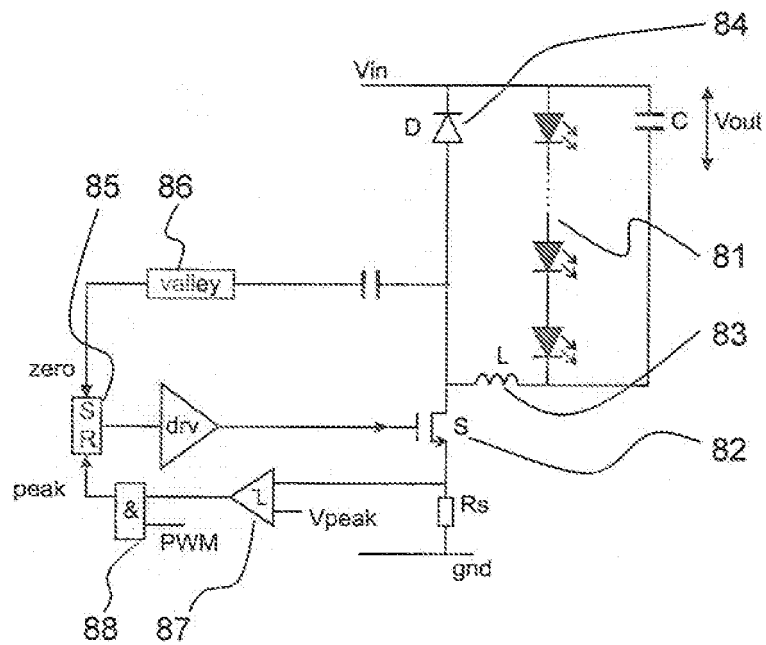 84
Vin
D
C
Vout
85
86
valley
81
zero
L
83
S
R
drv
S
82
peak
&
PWM
Vpeak
Rs
gnd
88
87